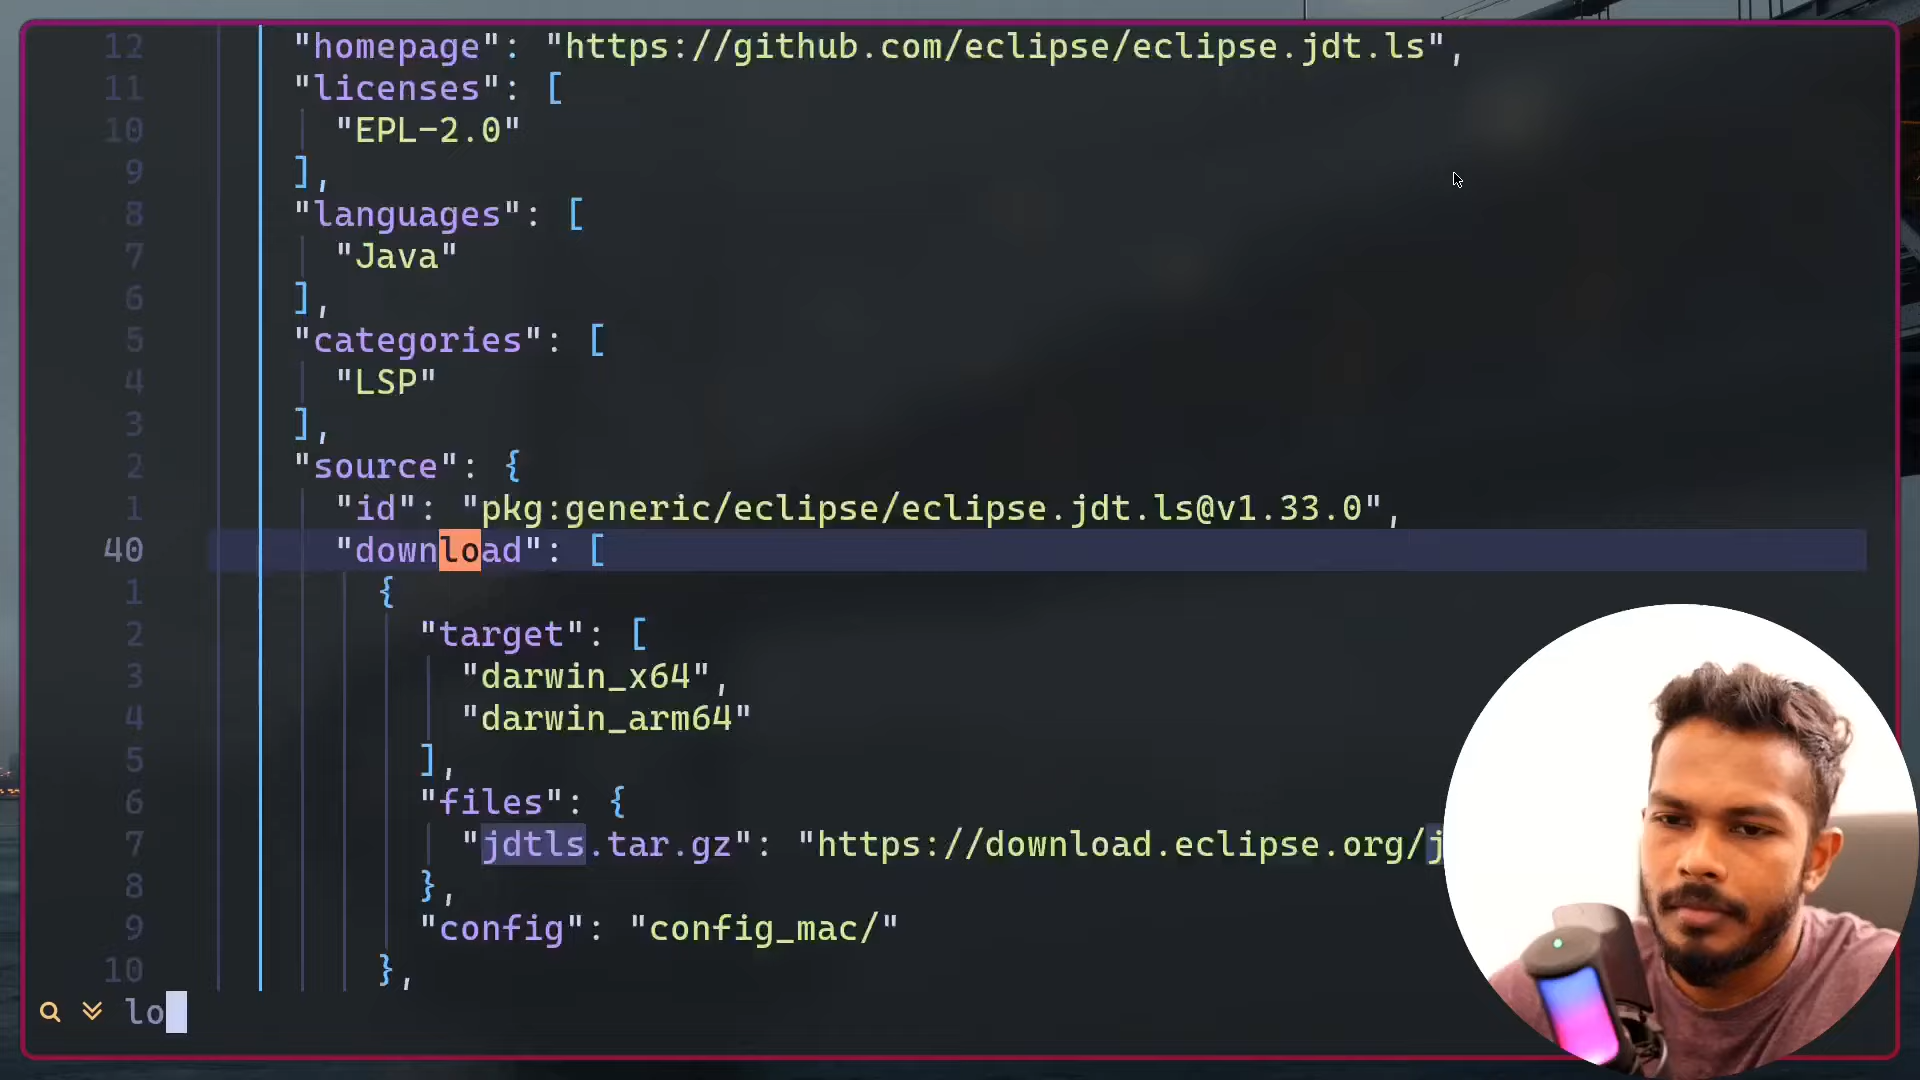 12 "homepage": "https://github.com/eclipse/eclipse.jdt.ls",
11 "licenses": [
10 "EPL-2.0"
9 ],
8 "languages": [
7 "Java"
6 ],
5 "categories": [
4 "LSP"
3 ],
2 "source": {
1 "id": "pkg:generic/eclipse/eclipse.jdt.ls@v1.33.0",
40 "download": [
1 {
2 "target": [
3 "darwin_x64",
4 "darwin_arm64"
5 ],
6 "files": {
7 "jdtls.tar.gz": "https://download.eclipse.org/j
8 },
9 "config": "config_mac/"
10 },
lo